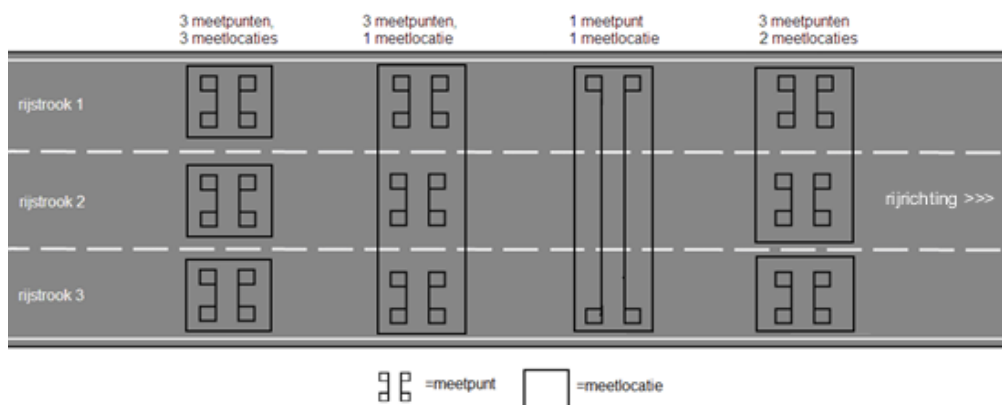 3 meetpunten,
3 meetlocaties
3 meetpunten,
1 meetlocatie
1 meetpunt
1 meetlocatie
3 meetpunten
2 meetlocaties
rijstrook 1
rijstrook 2
rijrichting >>>
rijstrook 3
=meetpunt
=meetlocatie